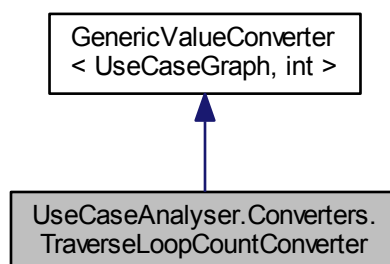 GenericValueConverter
< UseCaseGraph, int >
UseCaseAnalyser.Converters.
TraverseLoopCountConverter